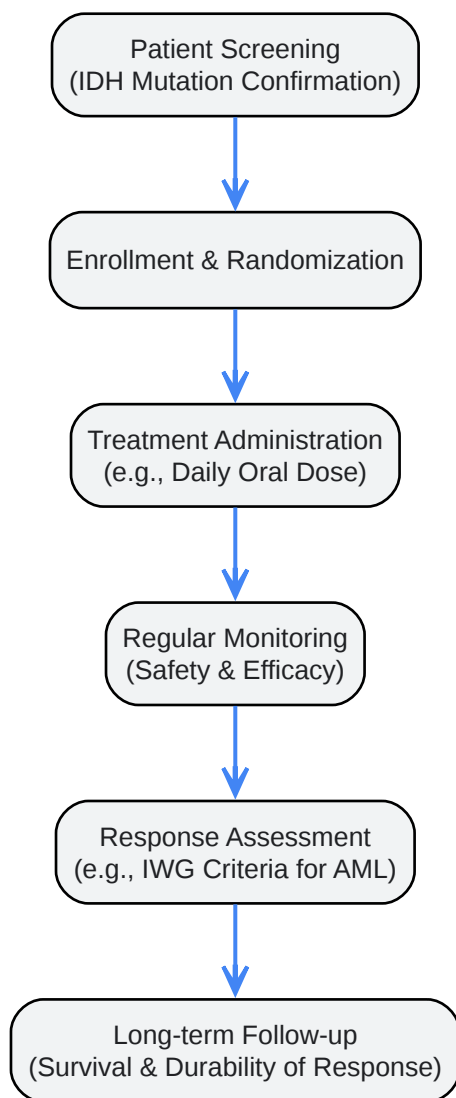 Patient Screening
(IDH Mutation Confirmation)
Enrollment & Randomization
Treatment Administration
(e.g., Daily Oral Dose)
Regular Monitoring
(Safety & Efficacy)
Response Assessment
(e.g., IWG Criteria for AML)
Long-term Follow-up
(Survival & Durability of Response)